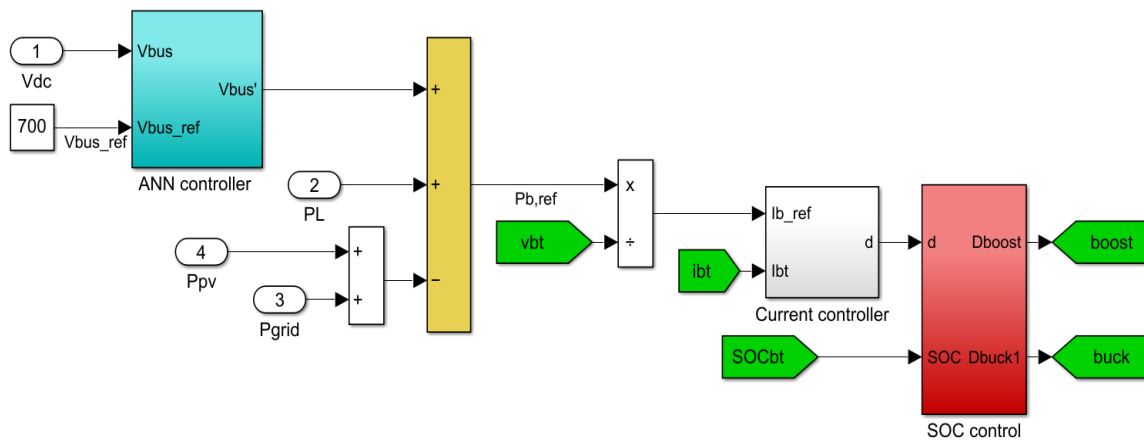 1
Vdc
700
Vbus_ref
Vbus
Vbus'
Vbus_ref
ANN controller
+
+
−
2
PL
4
Ppv
3
Pgrid
+
+
Pb,ref
vbt
x
÷
ibt
Ib_ref
d
Ibt
Current controller
SOCbt
d
Dboost
SOC Dbuck1
SOC control
boost
buck